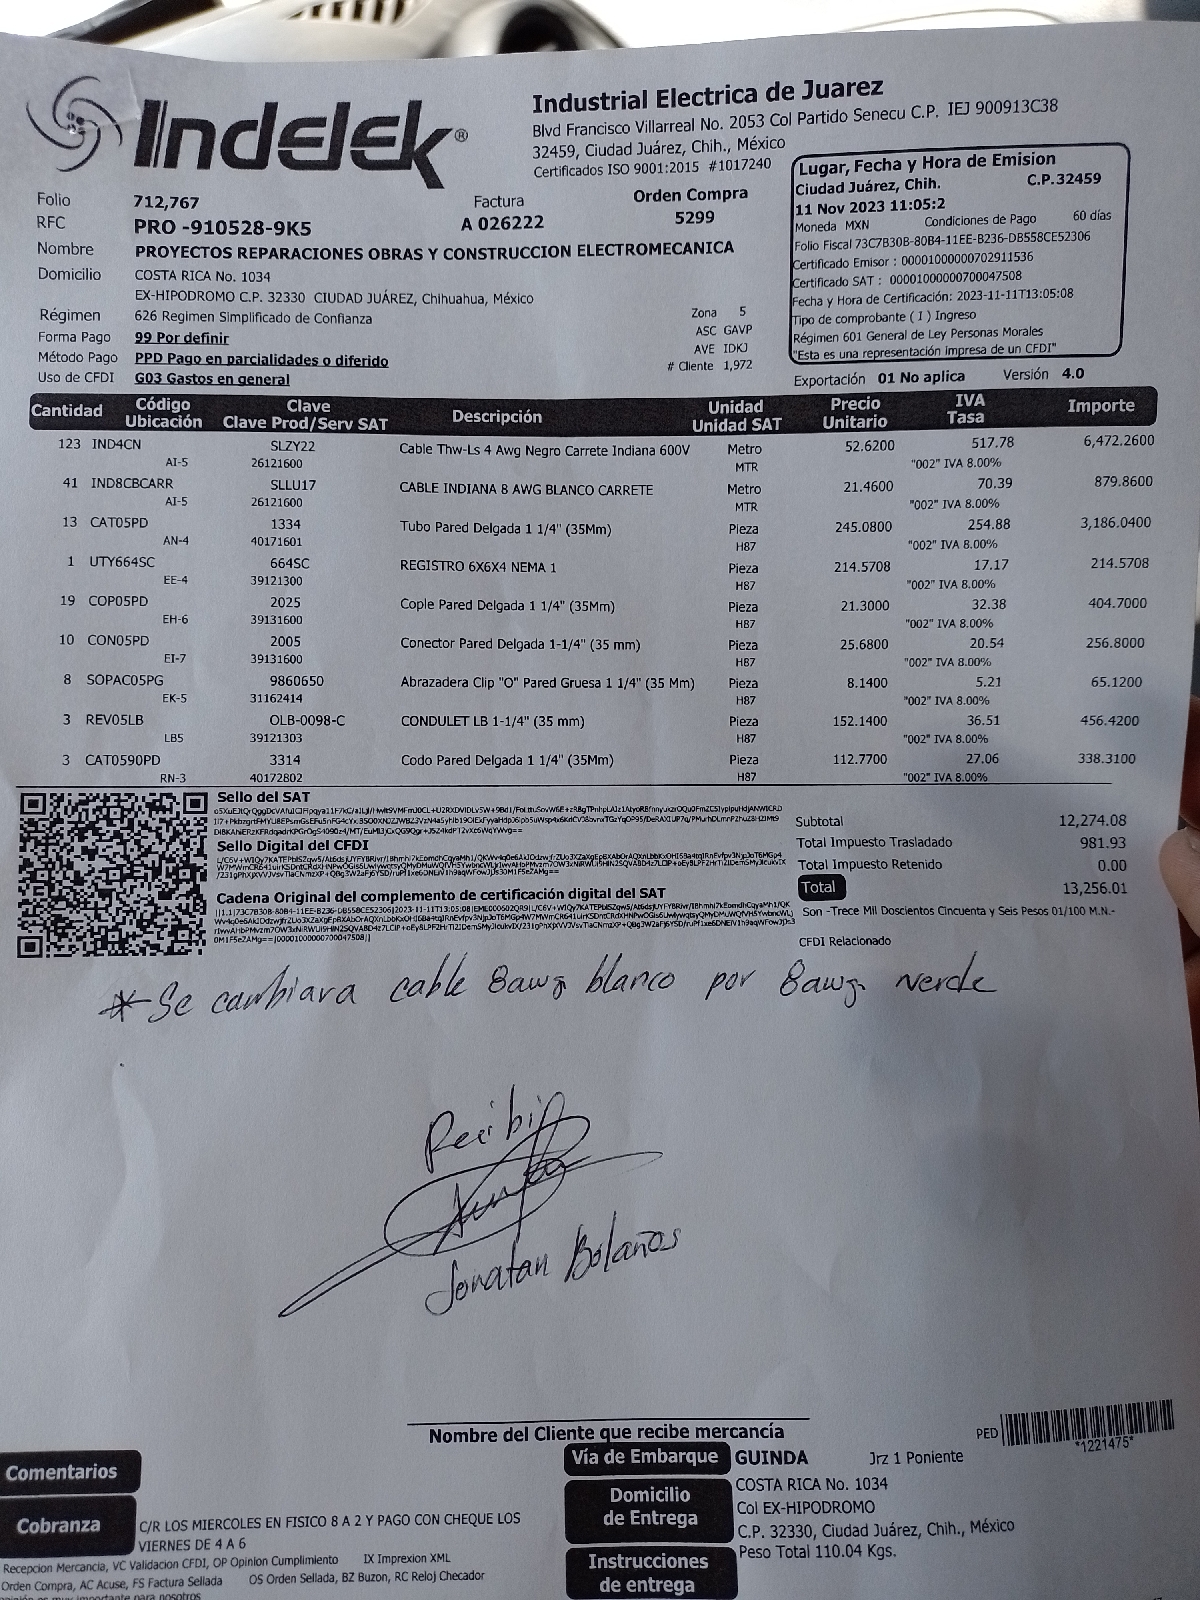 Indelek®
Industrial Electrica de Juarez
Blvd Francisco Villarreal No. 2053 Col Partido Senecu C.P. IEJ 900913C38
32459, Ciudad Juárez, Chih., México
Certificados ISO 9001:2015 #1017240
Folio 712,767
Factura
A 026222
Orden Compra
5299
RFC PRO -910528-9K5
Nombre PROYECTOS REPARACIONES OBRAS Y CONSTRUCCION ELECTROMECANICA
Domicilio COSTA RICA No. 1034
EX-HIPODROMO C.P. 32330 CIUDAD JUÁREZ, Chihuahua, México
Régimen 626 Regimen Simplificado de Confianza
Forma Pago 99 Por definir
Método Pago PPD Pago en parcialidades o diferido
Uso de CFDI G03 Gastos en general
Zona 5
ASC GAVP
AVE IDKJ
# Cliente 1,972
Lugar, Fecha y Hora de Emision
Ciudad Juárez, Chih. C.P.32459
11 Nov 2023 11:05:2
Moneda MXN Condiciones de Pago 60 días
Folio Fiscal 73C7B30B-80B4-11EE-B236-DB558CE52306
Certificado Emisor : 00001000000702911536
Certificado SAT : 00001000000700047508
Fecha y Hora de Certificación: 2023-11-11T13:05:08
Tipo de comprobante ( I ) Ingreso
Régimen 601 General de Ley Personas Morales
"Esta es una representación impresa de un CFDI"
Exportación 01 No aplica Versión 4.0
Cantidad Código Ubicación Clave Clave Prod/Serv SAT Descripción Unidad Unidad SAT Precio Unitario IVA Tasa Importe
123 IND4CN SLZY22 Cable Thw-Ls 4 Awg Negro Carrete Indiana 600V Metro 52.6200 517.78 6,472.2600
AI-5 26121600 MTR "002" IVA 8.00%
41 IND8CBCARR SLLU17 CABLE INDIANA 8 AWG BLANCO CARRETE Metro 21.4600 70.39 879.8600
AI-5 26121600 MTR "002" IVA 8.00%
13 CAT05PD 1334 Tubo Pared Delgada 1 1/4" (35Mm) Pieza 245.0800 254.88 3,186.0400
AN-4 40171601 H87 "002" IVA 8.00%
1 UTY664SC 664SC REGISTRO 6X6X4 NEMA 1 Pieza 214.5708 17.17 214.5708
EE-4 39121300 H87 "002" IVA 8.00%
19 COP05PD 2025 Cople Pared Delgada 1 1/4" (35Mm) Pieza 21.3000 32.38 404.7000
EH-6 39131600 H87 "002" IVA 8.00%
10 CON05PD 2005 Conector Pared Delgada 1-1/4" (35 mm) Pieza 25.6800 20.54 256.8000
EI-7 39131600 H87 "002" IVA 8.00%
8 SOPAC05PG 9860650 Abrazadera Clip "O" Pared Gruesa 1 1/4" (35 Mm) Pieza 8.1400 5.21 65.1200
EK-5 31162414 H87 "002" IVA 8.00%
3 REV05LB OLB-0098-C CONDULET LB 1-1/4" (35 mm) Pieza 152.1400 36.51 456.4200
LB5 39121303 H87 "002" IVA 8.00%
3 CAT0590PD 3314 Codo Pared Delgada 1 1/4" (35Mm) Pieza 112.7700 27.06 338.3100
RN-3 40172802 H87 "002" IVA 8.00%
Sello del SAT
Sello Digital del CFDI
Cadena Original del complemento de certificación digital del SAT
Subtotal 12,274.08
Total Impuesto Trasladado 981.93
Total Impuesto Retenido 0.00
Total 13,256.01
Son -Trece Mil Doscientos Cincuenta y Seis Pesos 01/100 M.N.-
CFDI Relacionado
* Se cambiara cable 8awg blanco por 8awg verde
Recibi
Jonatan Bolaños
Nombre del Cliente que recibe mercancía
PED *1221475*
Comentarios
Cobranza
C/R LOS MIERCOLES EN FISICO 8 A 2 Y PAGO CON CHEQUE LOS
VIERNES DE 4 A 6
Recepcion Mercancia, VC Validacion CFDI, OP Opinion Cumplimiento IX Imprexion XML
Orden Compra, AC Acuse, FS Factura Sellada OS Orden Sellada, BZ Buzon, RC Reloj Checador
es muy importante para nosotros
Vía de Embarque GUINDA Jrz 1 Poniente
Domicilio de Entrega
COSTA RICA No. 1034
Col EX-HIPODROMO
C.P. 32330, Ciudad Juárez, Chih., México
Peso Total 110.04 Kgs.
Instrucciones de entrega